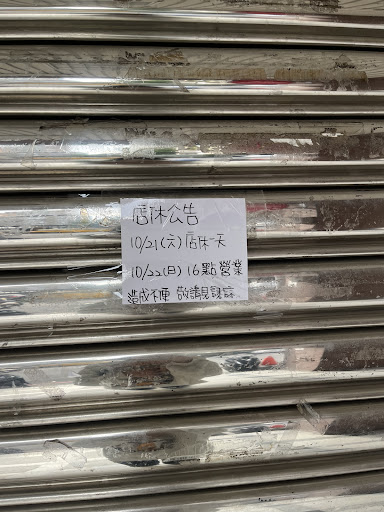 店休公告
10/21(六)店休一天
10/22(日)16點營業
造成不便 敬請見諒